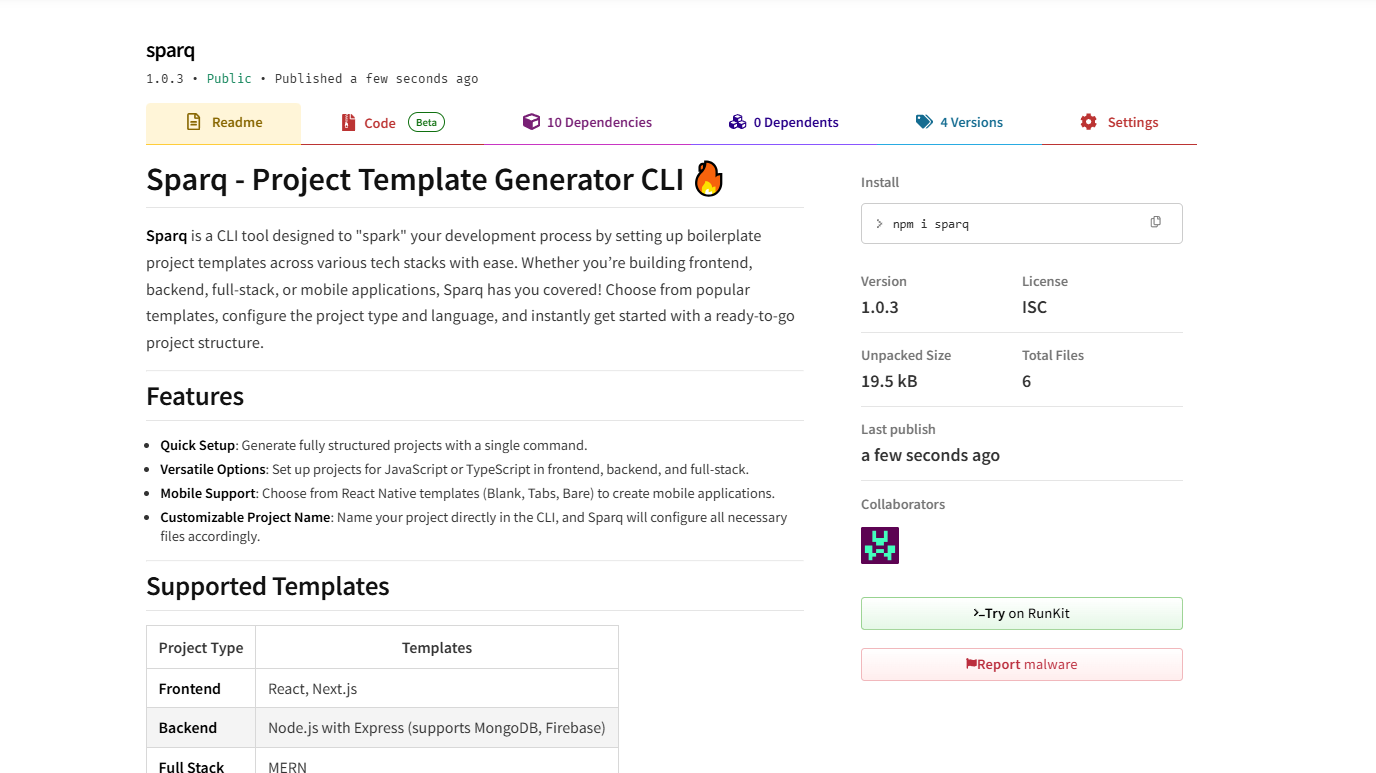 sparq
1.0.3 • Public • Published a few seconds ago
Readme
Code Beta
10 Dependencies
0 Dependents
4 Versions
Settings
Sparq - Project Template Generator CLI 🔥
Sparq is a CLI tool designed to "spark" your development process by setting up boilerplate
project templates across various tech stacks with ease. Whether you’re building frontend,
backend, full-stack, or mobile applications, Sparq has you covered! Choose from popular
templates, configure the project type and language, and instantly get started with a ready-to-go
project structure.
Features
• Quick Setup: Generate fully structured projects with a single command.
• Versatile Options: Set up projects for JavaScript or TypeScript in frontend, backend, and full-stack.
• Mobile Support: Choose from React Native templates (Blank, Tabs, Bare) to create mobile applications.
• Customizable Project Name: Name your project directly in the CLI, and Sparq will configure all necessary
files accordingly.
Supported Templates
Project Type Templates
Frontend React, Next.js
Backend Node.js with Express (supports MongoDB, Firebase)
Full Stack MERN
Install
> npm i sparq
Version License
1.0.3 ISC
Unpacked Size Total Files
19.5 kB 6
Last publish
a few seconds ago
Collaborators
Try on RunKit
Report malware